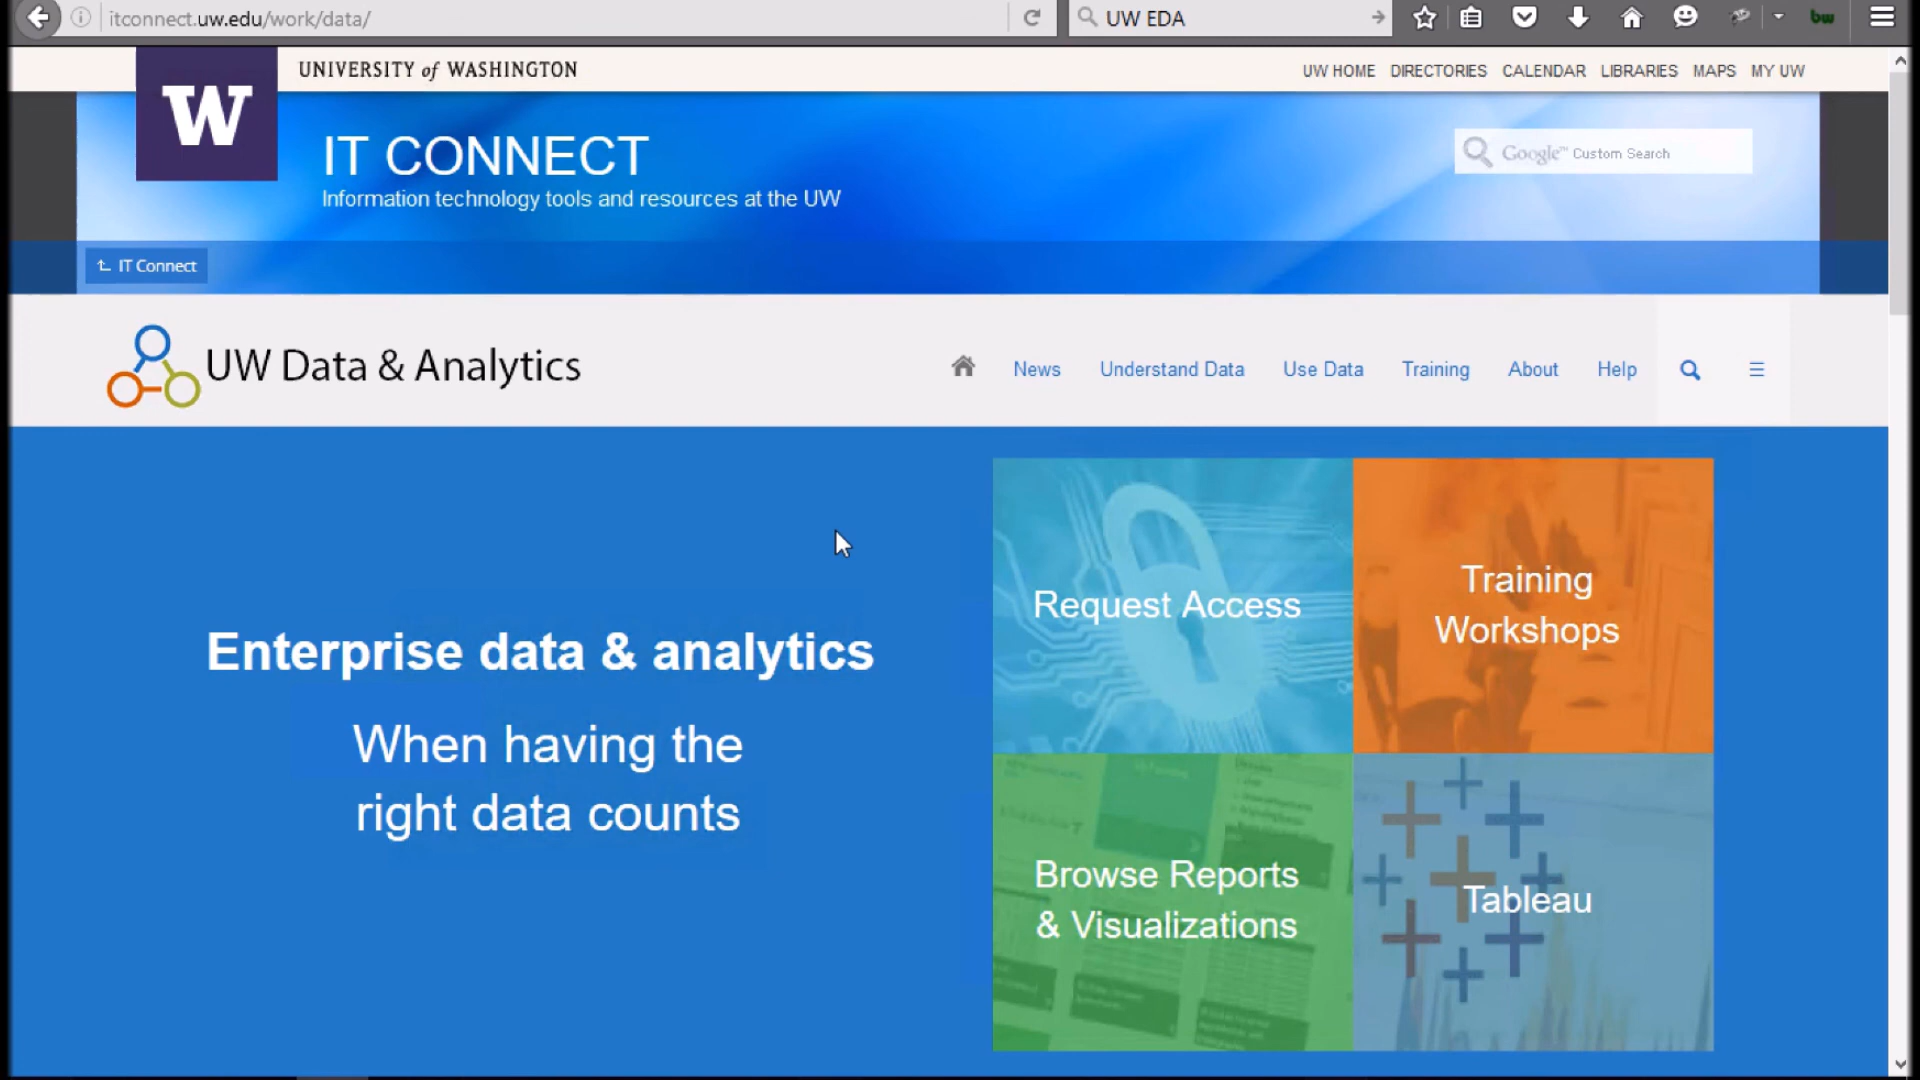 itconnect.uw.edu/work/data/
UW EDA
bw
W
UNIVERSITY of WASHINGTON
UW HOME DIRECTORIES CALENDAR LIBRARIES MAPS MY UW
IT CONNECT
Information technology tools and resources at the UW
Google™ Custom Search
IT Connect
UW Data & Analytics
News Understand Data Use Data Training About Help
Enterprise data & analytics
When having the
right data counts
Request Access
Training
Workshops
Browse Reports
& Visualizations
Tableau